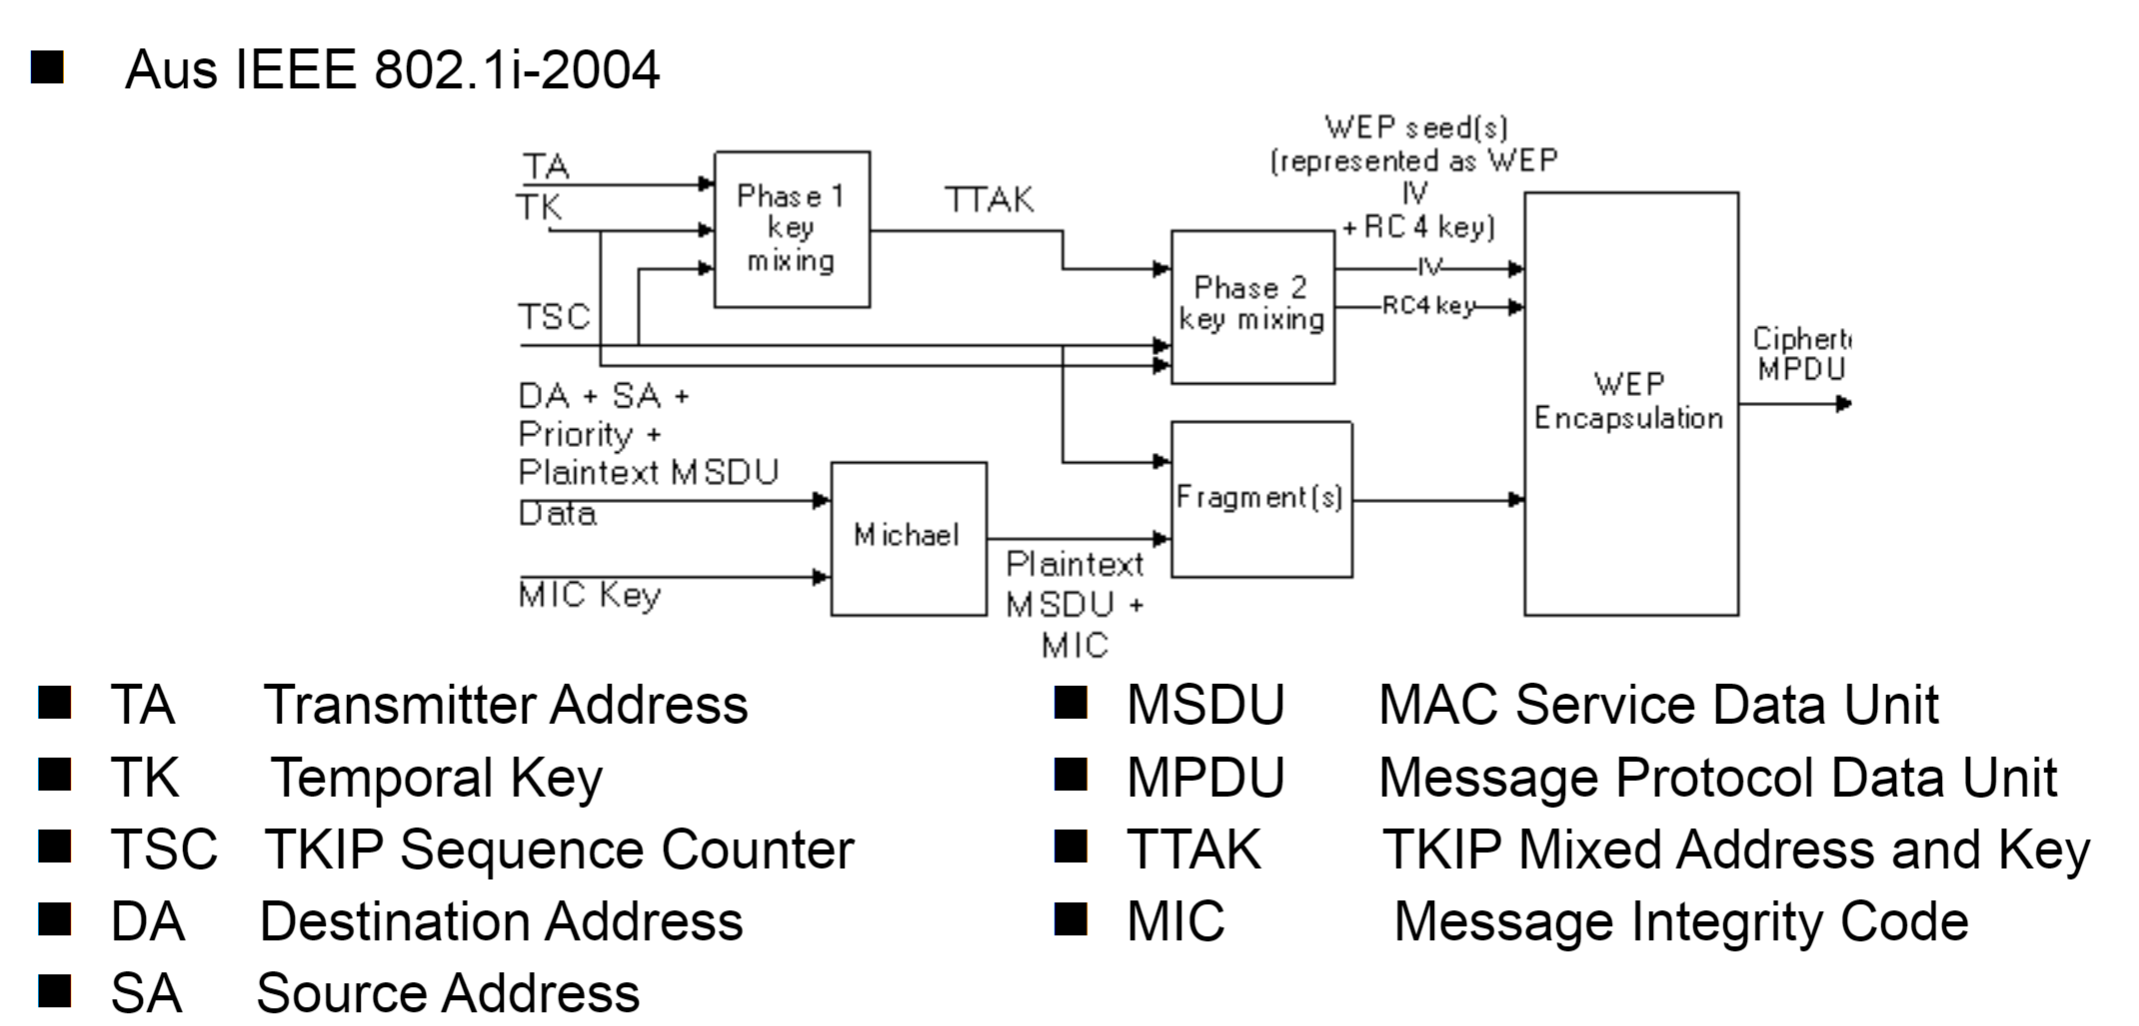 Aus IEEE 802.1i-2004
WEP seed(s)
(represented as WEP
IV
+ RC 4 key)
TA
TK
TSC
Phase 1
key
mixing
TTAK
Phase 2
key mixing
IV
RC4 key
WEP
Encapsulation
MPDU
DA + SA +
Priority +
Plaintext MSDU
Data
MIC Key
Michael
Plaintext
MSDU +
MIC
Fragment(s)
TA Transmitter Address
TK Temporal Key
TSC TKIP Sequence Counter
DA Destination Address
SA Source Address
MSDU MAC Service Data Unit
MPDU Message Protocol Data Unit
TTAK TKIP Mixed Address and Key
MIC Message Integrity Code